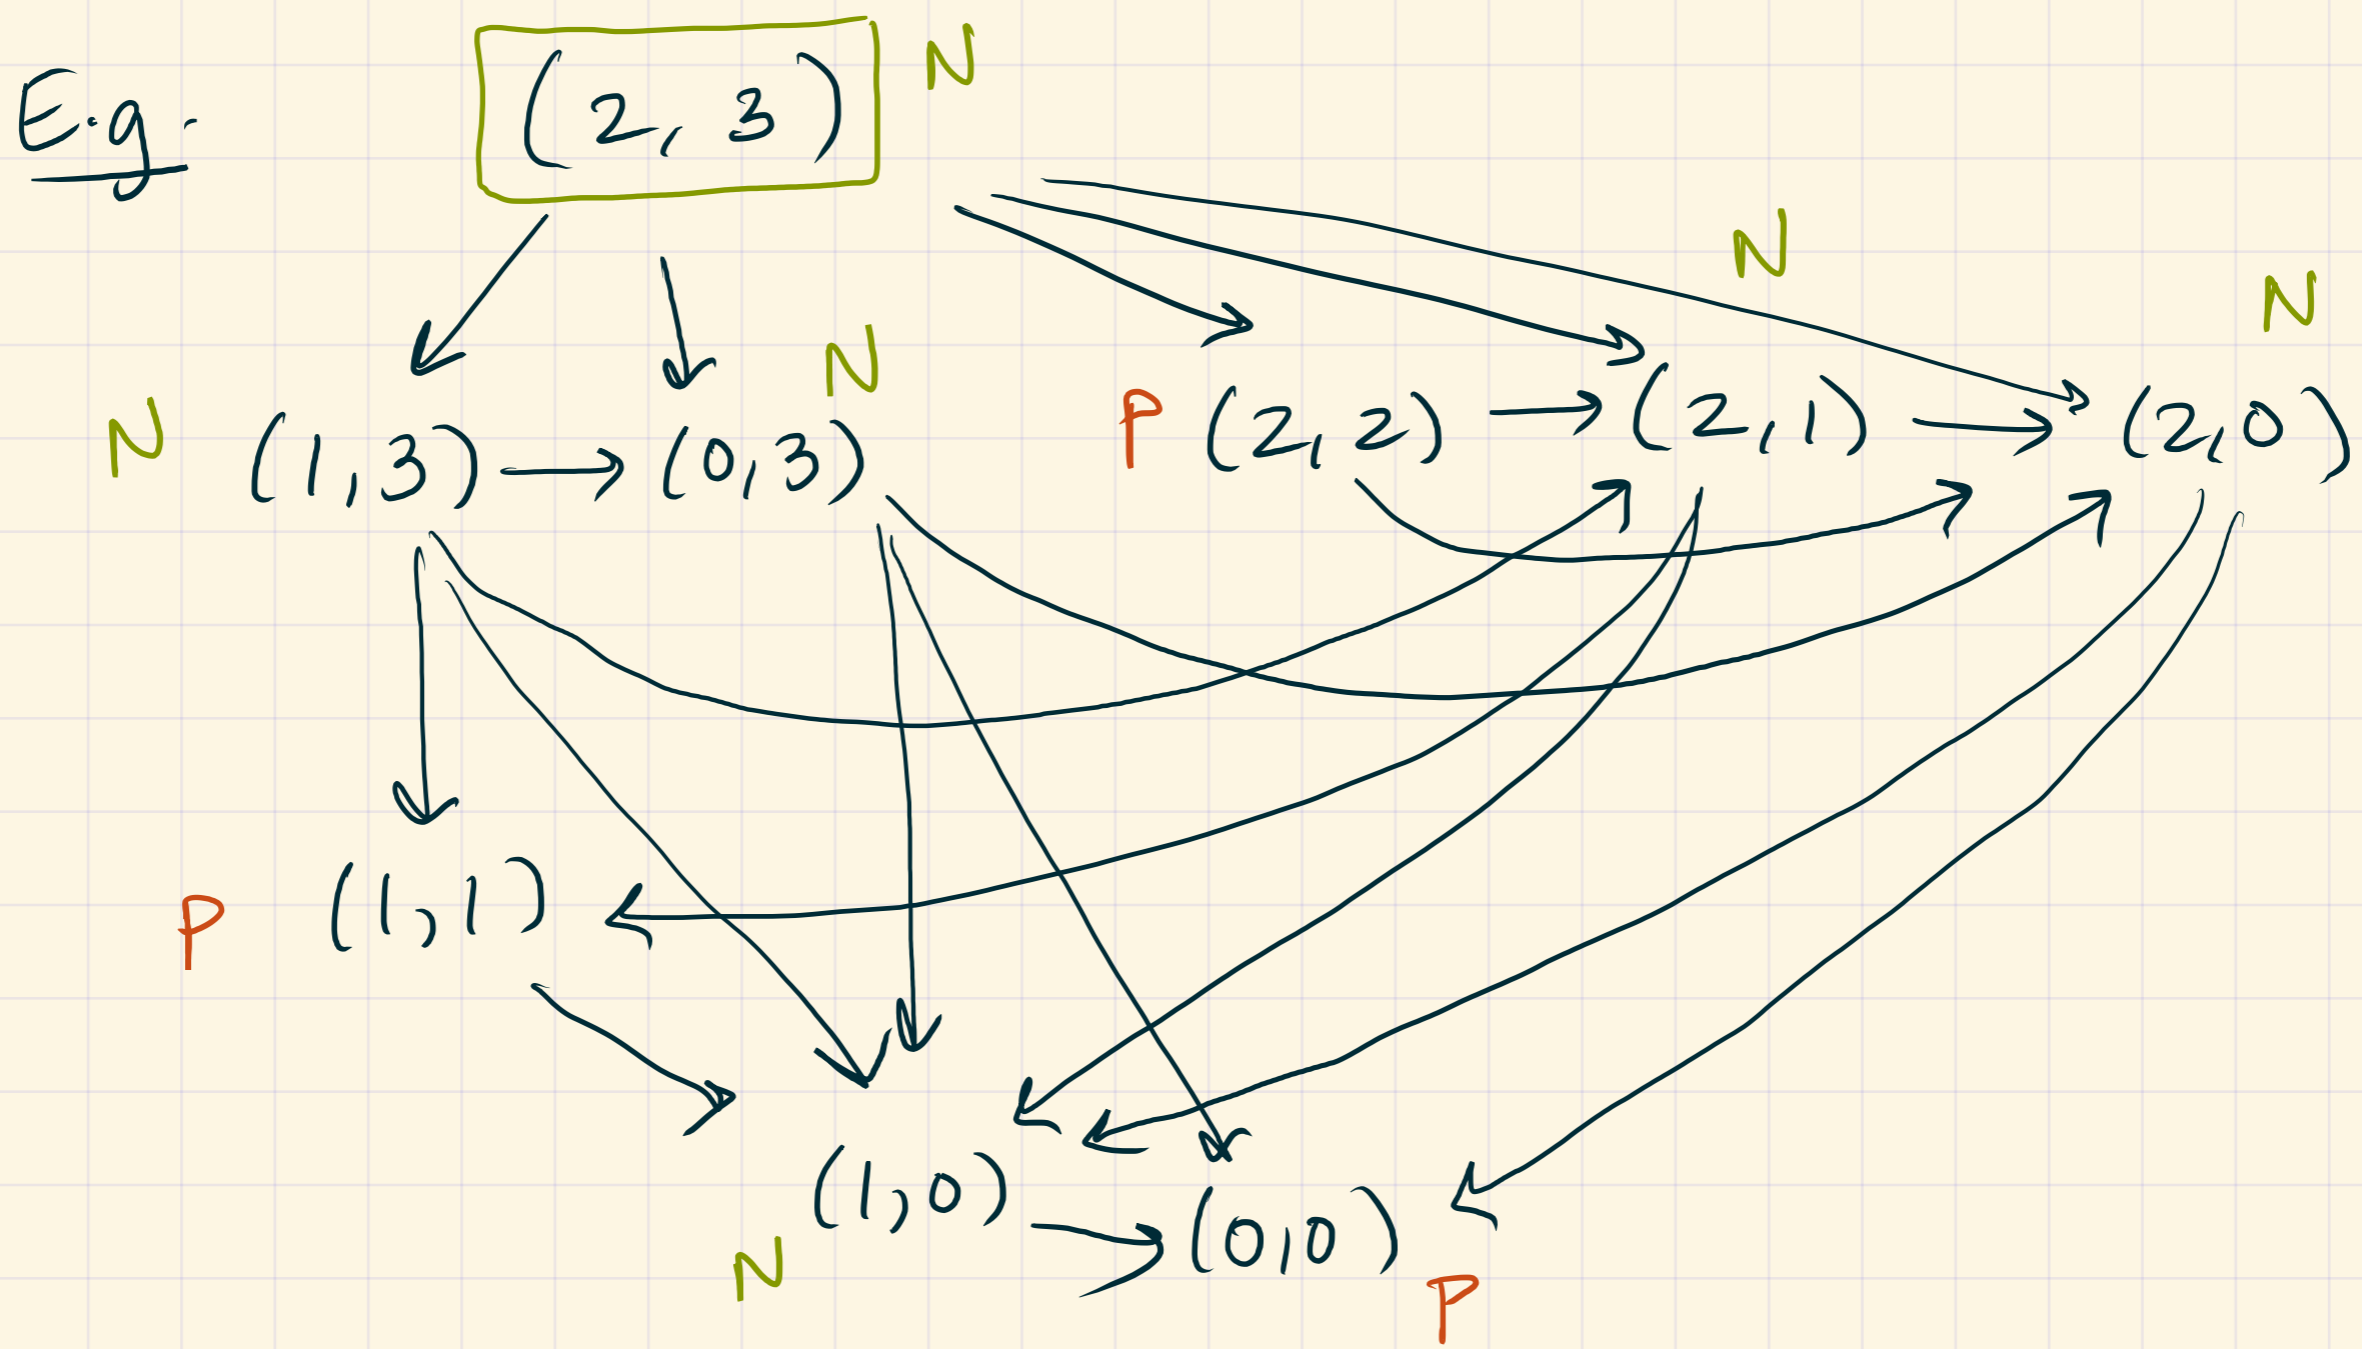 E.g.
(2, 3) N
N (1, 3) → (0, 3) N
P (2, 2) → (2, 1) N → (2, 0) N
P (1, 1)
(1, 0) → (0, 0)
N P